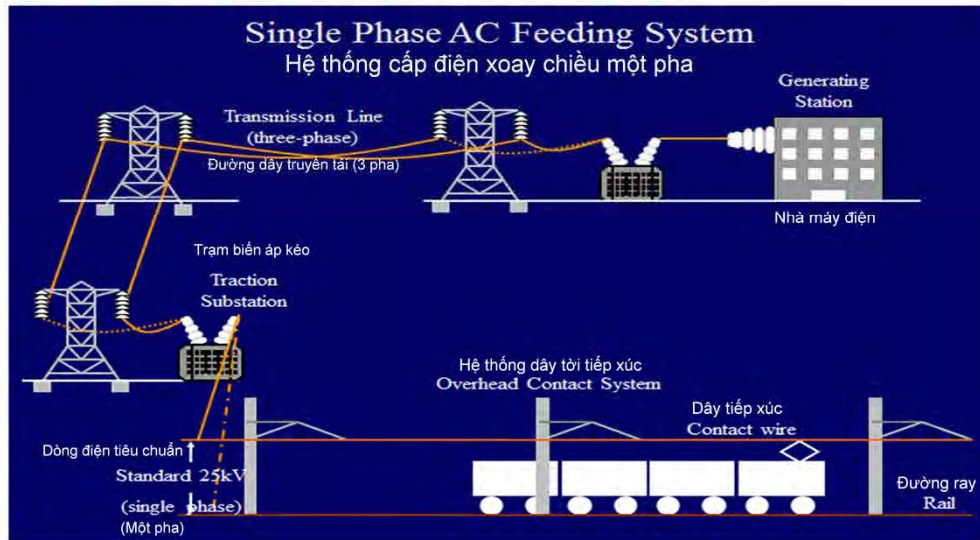 Single Phase AC Feeding System
Hệ thống cấp điện xoay chiều một pha
Generating
Station
Transmission Line
(three-phase)
Đường dây truyền tải (3 pha)
Nhà máy điện
Trạm biến áp kéo
Traction
Substation
Hệ thống dây tời tiếp xúc
Overhead Contact System
Dây tiếp xúc
Contact wire
Dòng điện tiêu chuẩn
Standard 25kV
(single phase)
(Một pha)
Đường ray
Rail